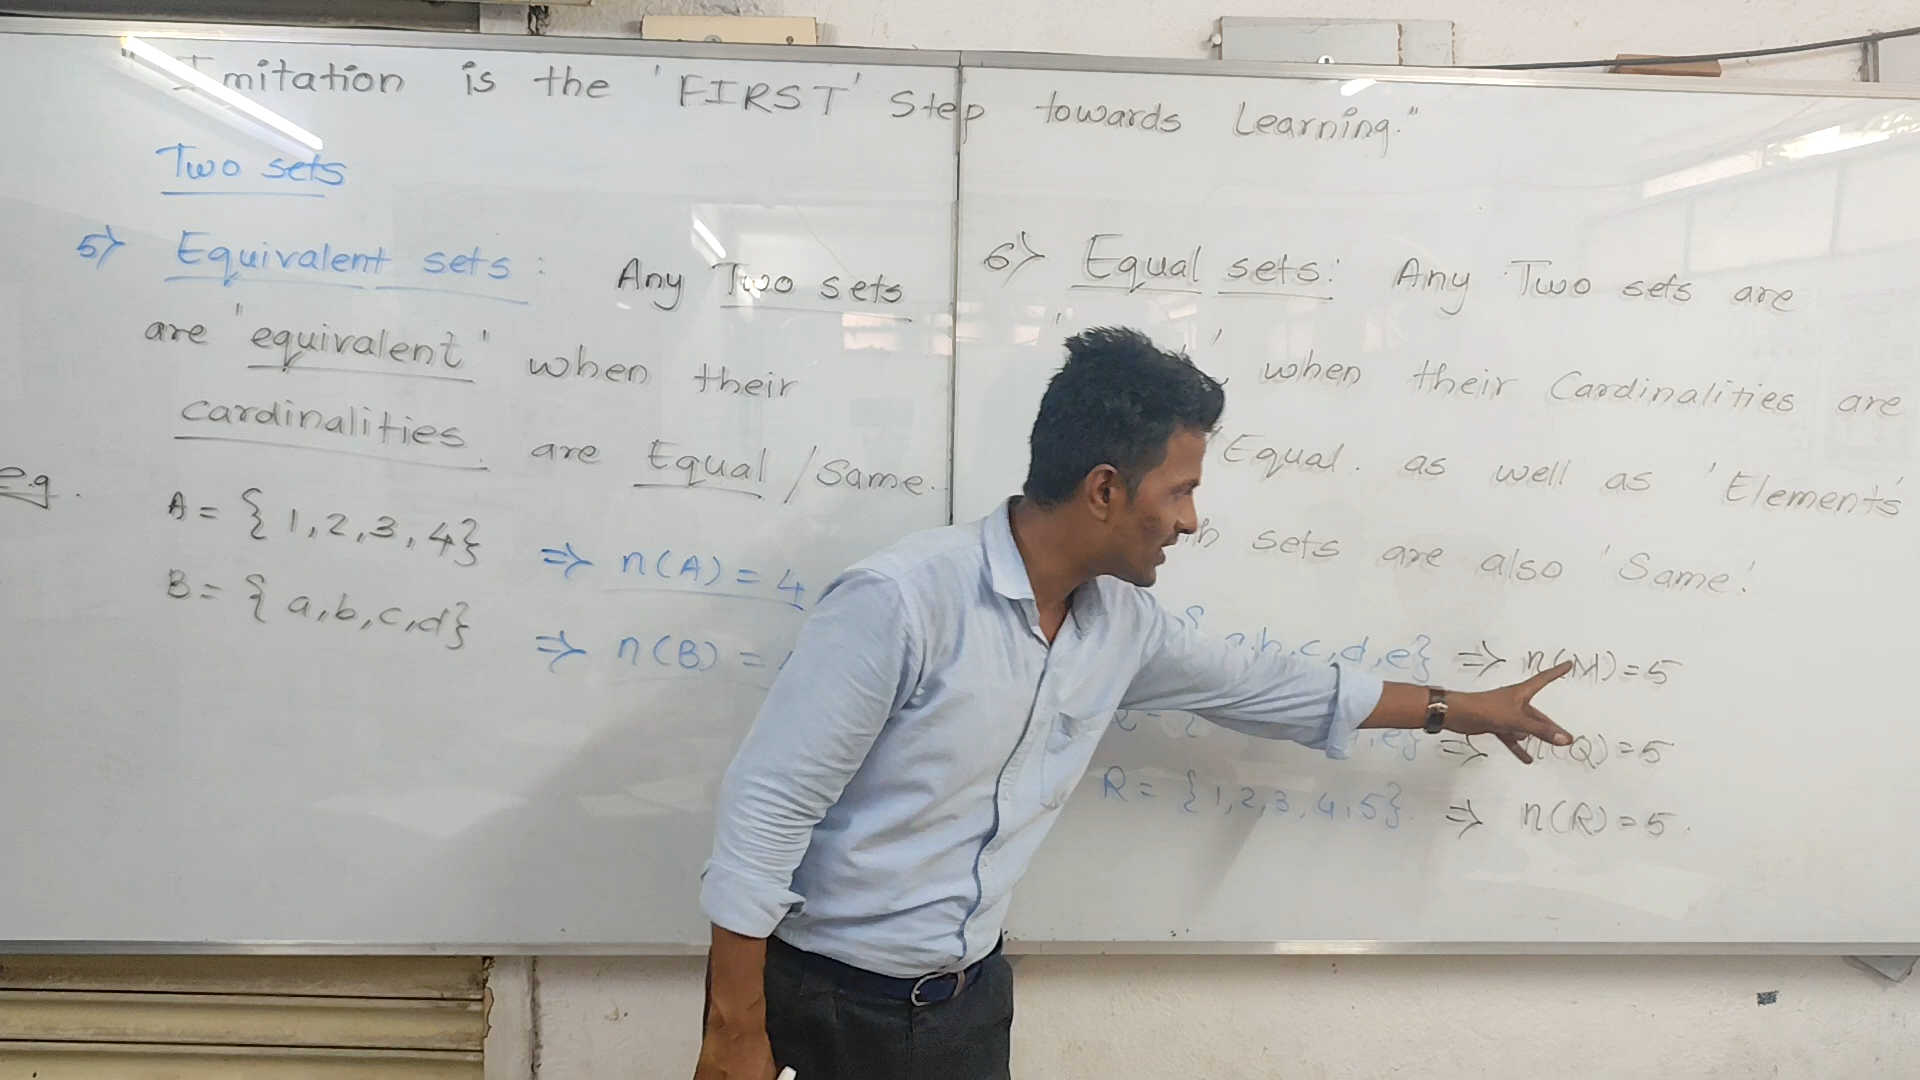 "Imitation is the 'FIRST' Step towards Learning."
Two sets
5) Equivalent sets : Any Two sets
are "equivalent" when their
cardinalities are Equal / Same.
e.g. A = { 1, 2, 3, 4}
⇒ n(A) = 4
B = { a, b, c, d}
⇒ n(B) =
6) Equal sets: Any Two sets are
when their Cardinalities are
Equal. as well as 'Elements'
sets are also 'Same'.
b, c, d, e} ⇒ n(M) = 5
, e} ⇒ n(Q) = 5
R = { 1, 2, 3, 4, 5} ⇒ n(R) = 5.